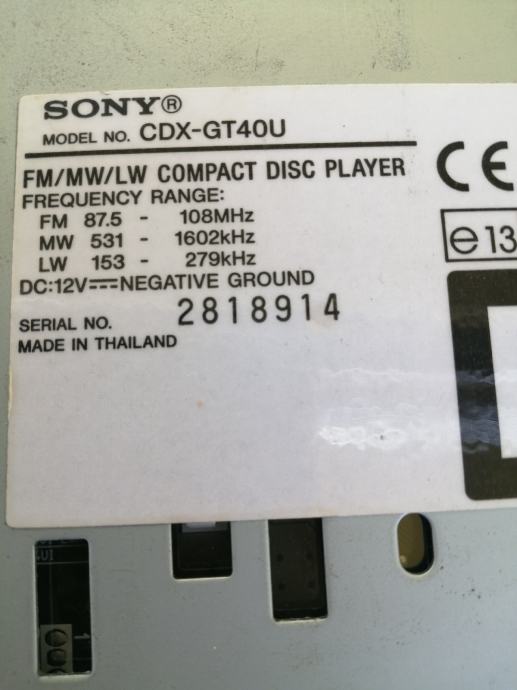 SONY®
MODEL NO. CDX-GT40U
FM/MW/LW COMPACT DISC PLAYER
FREQUENCY RANGE:
FM 87.5 - 108MHz
MW 531 - 1602kHz
LW 153 - 279kHz
DC:12V⎓NEGATIVE GROUND
SERIAL NO. 2818914
MADE IN THAILAND
CE
e13